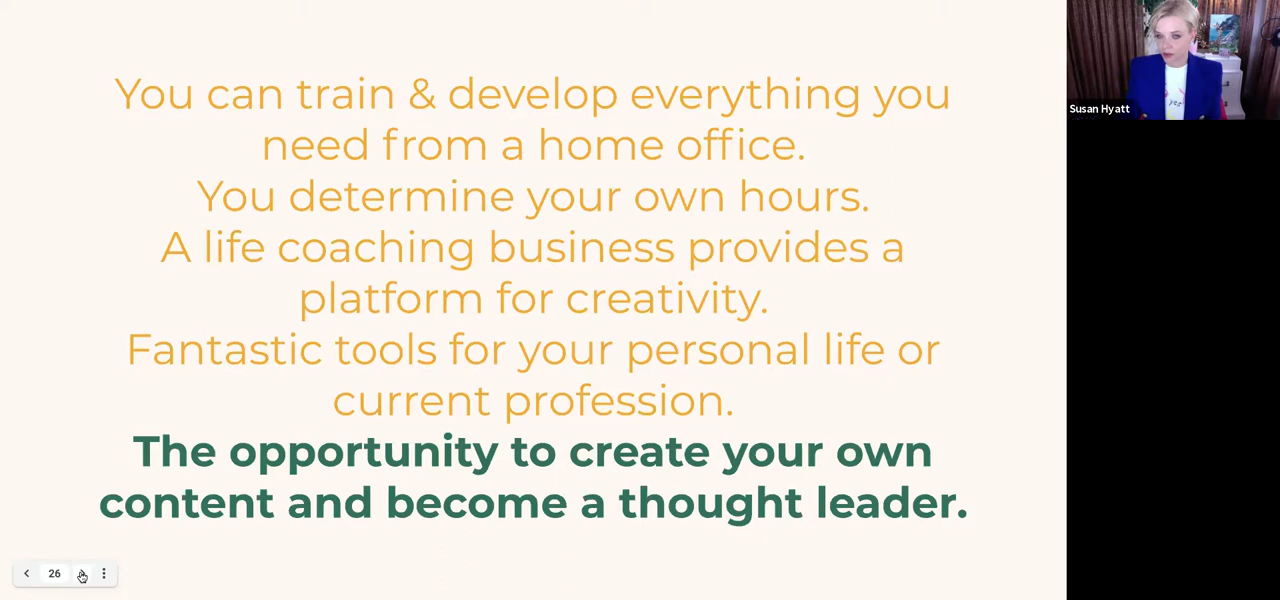 You can train & develop everything you
need from a home office.
You determine your own hours.
A life coaching business provides a
platform for creativity.
Fantastic tools for your personal life or
current profession.
The opportunity to create your own
content and become a thought leader.
26
Susan Hyatt
yes